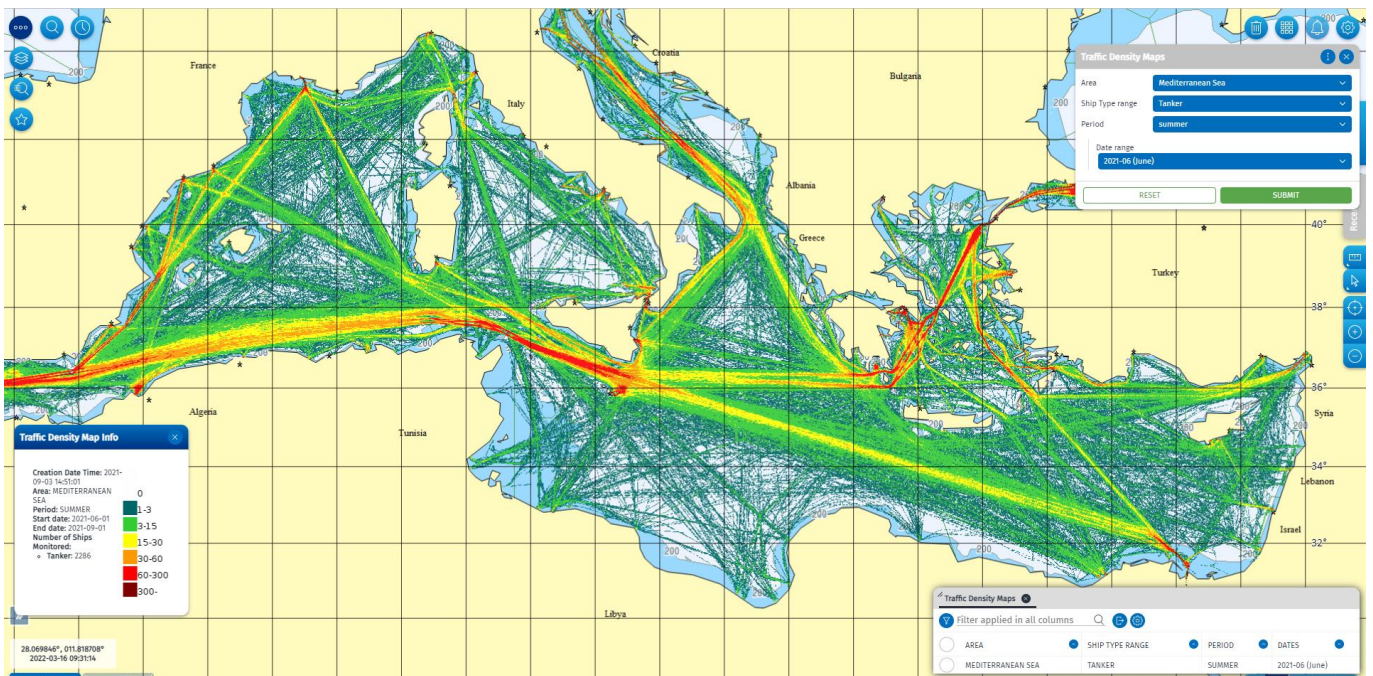 200
France
Croatia
Italy
Bulgaria
Albania
Greece
Turkey
Algeria
Tunisia
Libya
Syria
Lebanon
Israel
40°
38°
36°
34°
32°
Traffic Density Maps
Area
Mediterranean Sea
Ship Type range
Tanker
Period
summer
Date range
2021-06 (June)
RESET
SUBMIT
Rece
Traffic Density Map Info
Creation Date Time: 2021-
09-03 14:51:01
Area: MEDITERRANEAN
SEA
Period: SUMMER
Start date: 2021-06-01
End date: 2021-09-01
Number of Ships
Monitored:
Tanker: 2286
0
1-3
3-15
15-30
30-60
60-300
300-
28.069846°, 011.818708°
2022-03-16 09:31:14
Traffic Density Maps
Filter applied in all columns
AREA SHIP TYPE RANGE PERIOD DATES
MEDITERRANEAN SEA TANKER SUMMER 2021-06 (June)